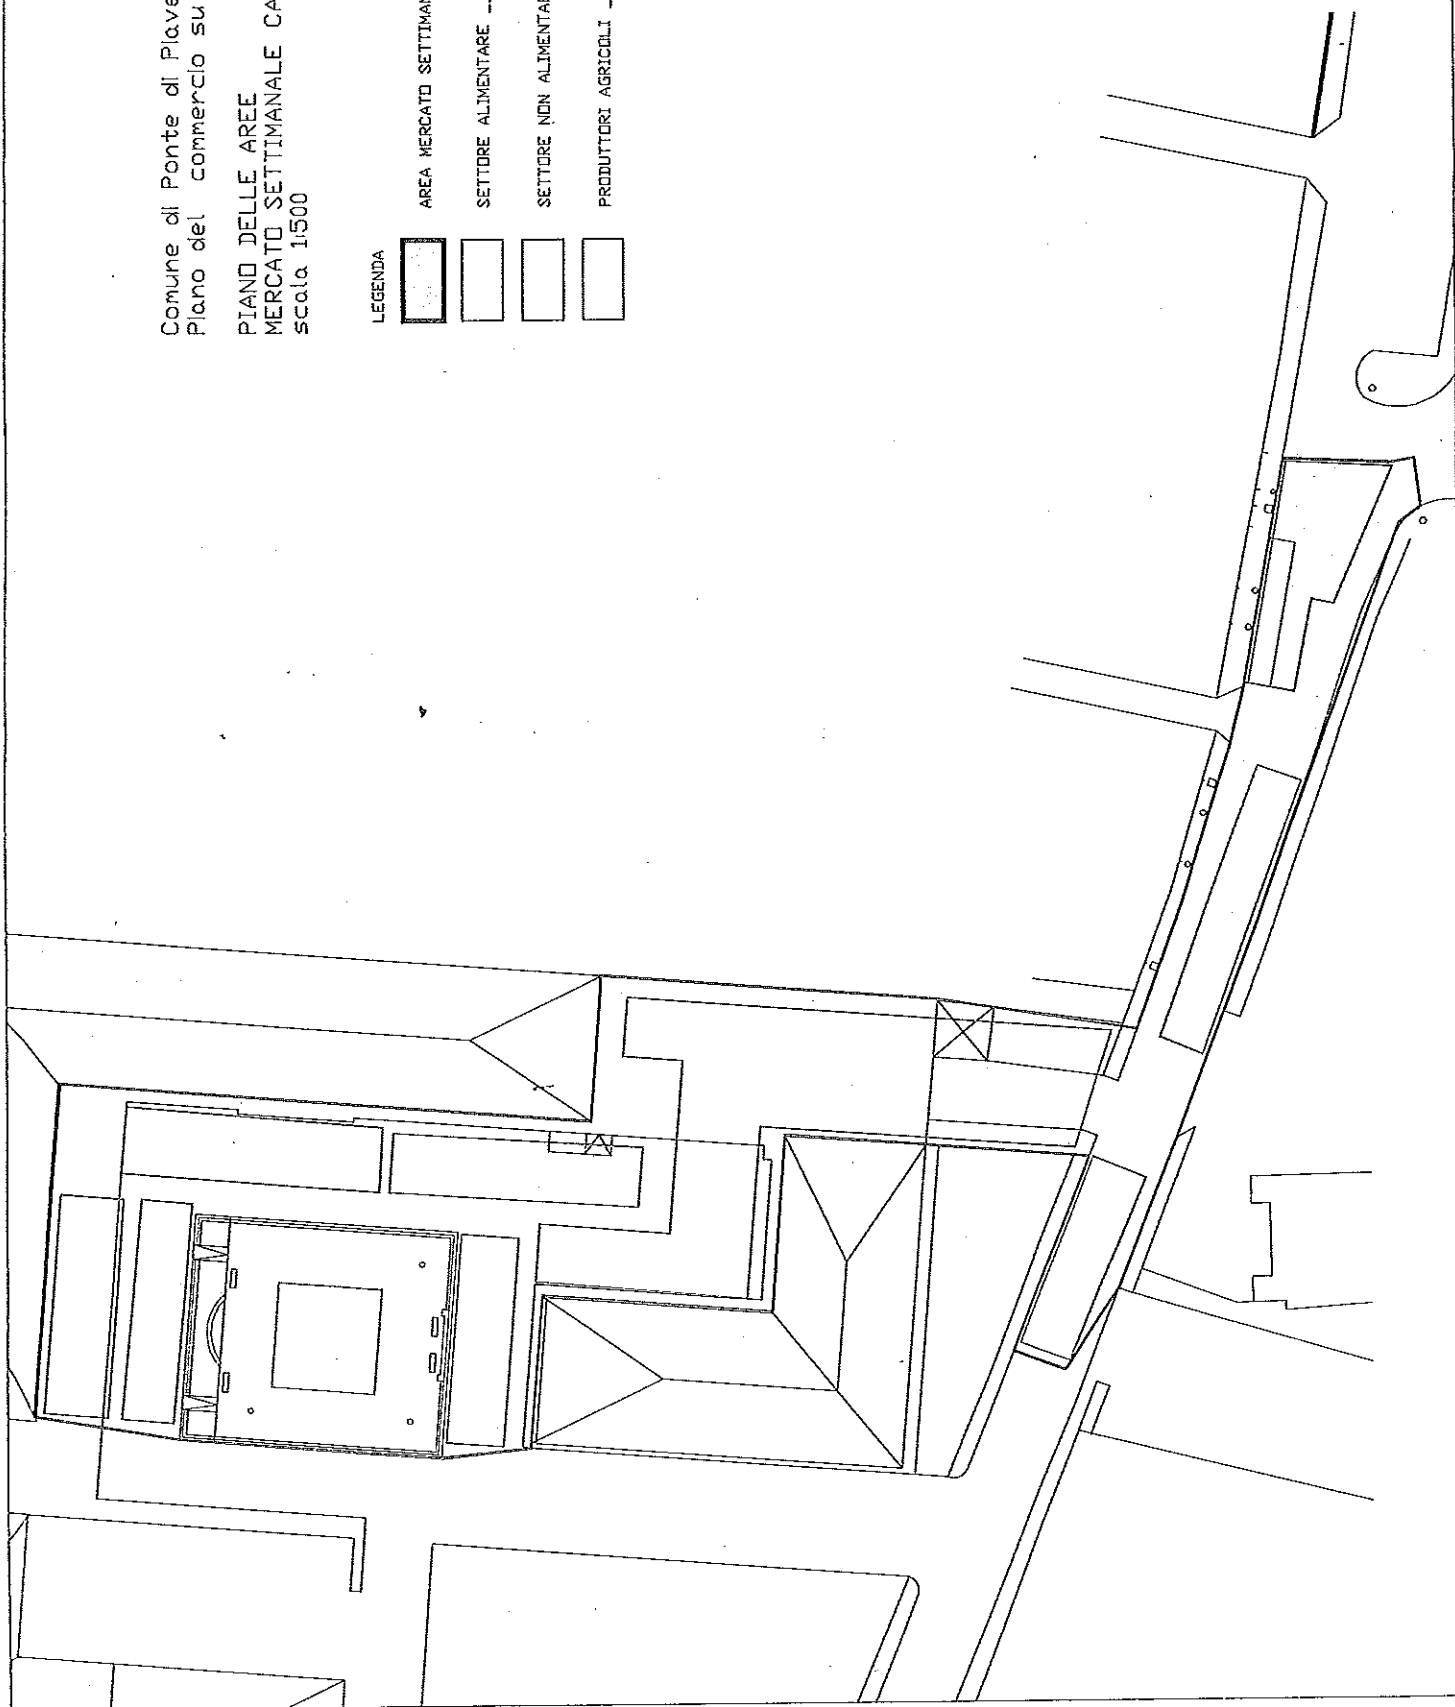 Comune di Ponte di Piave
Piano del commercio su
PIANO DELLE AREE
MERCATO SETTIMANALE CA
scala 1:500
LEGENDA
AREA MERCATO SETTIMAN
SETTORE ALIMENTARE
SETTORE NON ALIMENTAR
PRODUTTORI AGRICOLI